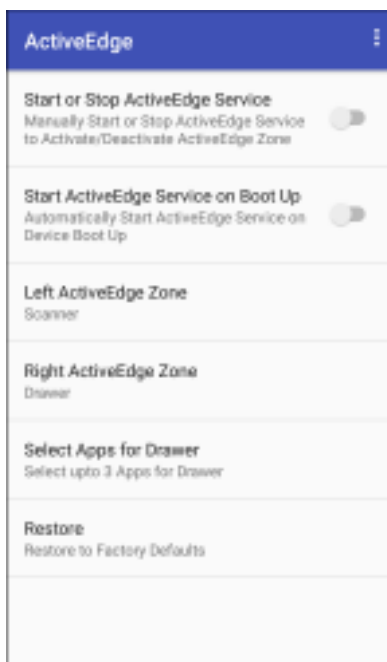 ActiveEdge
Start or Stop ActiveEdge Service
Manually Start or Stop ActiveEdge Service
to Activate/Deactivate ActiveEdge Zone
Start ActiveEdge Service on Boot Up
Automatically Start ActiveEdge Service on
Device Boot Up
Left ActiveEdge Zone
Scanner
Right ActiveEdge Zone
Drawer
Select Apps for Drawer
Select upto 3 Apps for Drawer
Restore
Restore to Factory Defaults